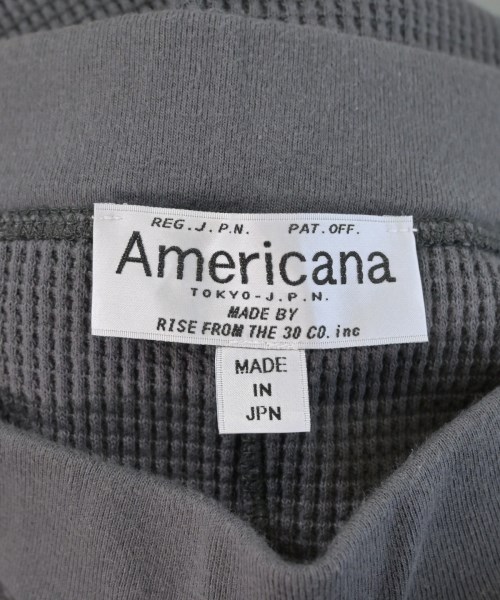 REG.J.P.N. PAT.OFF.
Americana
TOKYO-J.P.N.
MADE BY
RISE FROM THE 30 CO. inc
MADE
IN
JPN